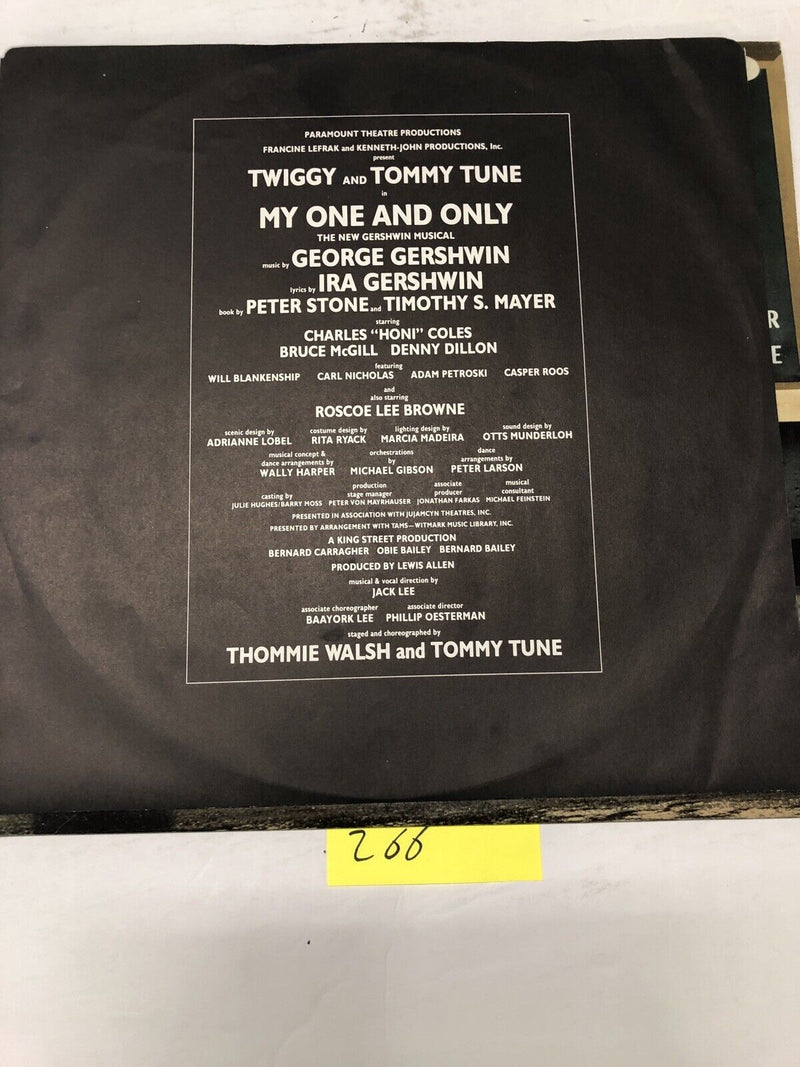 PARAMOUNT THEATRE PRODUCTIONS
FRANCINE LEFRAK and KENNETH-JOHN PRODUCTIONS, Inc.
present
TWIGGY AND TOMMY TUNE
in
MY ONE AND ONLY
THE NEW GERSHWIN MUSICAL
music by GEORGE GERSHWIN
lyrics by IRA GERSHWIN
book by PETER STONE and TIMOTHY S. MAYER
starring
CHARLES “HONI” COLES
BRUCE McGILL DENNY DILLON
featuring
WILL BLANKENSHIP CARL NICHOLAS ADAM PETROSKI CASPER ROOS
and
also starring
ROSCOE LEE BROWNE
scenic design by costume design by lighting design by sound design by
ADRIANNE LOBEL RITA RYACK MARCIA MADEIRA OTTS MUNDERLOH
musical concept & orchestrations dance
dance arrangements by by arrangements by
WALLY HARPER MICHAEL GIBSON PETER LARSON
production associate musical
casting by stage manager producer consultant
JULIE HUGHES/BARRY MOSS PETER VON MAYRHAUSER JONATHAN FARKAS MICHAEL FEINSTEIN
PRESENTED IN ASSOCIATION WITH JUJAMCYN THEATRES, INC.
PRESENTED BY ARRANGEMENT WITH TAMS—WITMARK MUSIC LIBRARY, INC.
A KING STREET PRODUCTION
BERNARD CARRAGHER OBIE BAILEY BERNARD BAILEY
PRODUCED BY LEWIS ALLEN
musical & vocal direction by
JACK LEE
associate choreographer associate director
BAAYORK LEE PHILLIP OESTERMAN
staged and choreographed by
THOMMIE WALSH and TOMMY TUNE
R
E
266